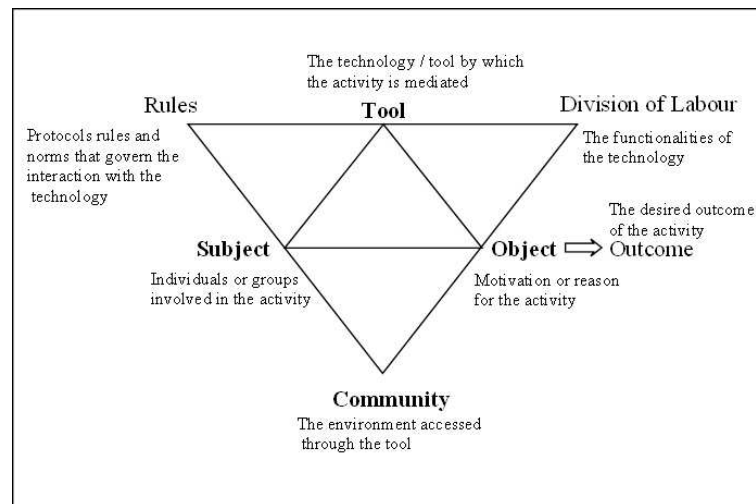 The technology / tool by which
the activity is mediated
Rules
Tool
Division of Labour
Protocols rules and
norms that govern the
interaction with the
technology
The functionalities of
the technology
The desired outcome
of the activity
Subject
Object
Outcome
Individuals or groups
involved in the activity
Motivation or reason
for the activity
Community
The environment accessed
through the tool